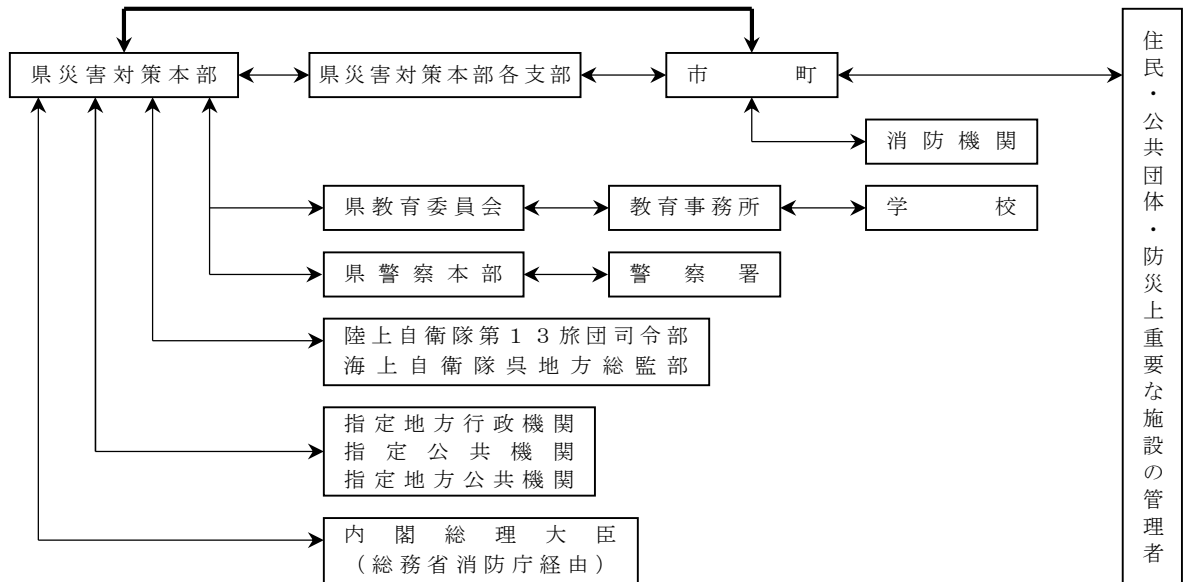 県災害対策本部
県災害対策本部各支部
市町
住民・公共団体・防災上重要な施設の管理者
消防機関
県教育委員会
教育事務所
学校
県警察本部
警察署
陸上自衛隊第13旅団司令部
海上自衛隊呉地方総監部
指定地方行政機関
指定公共機関
指定地方公共機関
内閣総理大臣
（総務省消防庁経由）